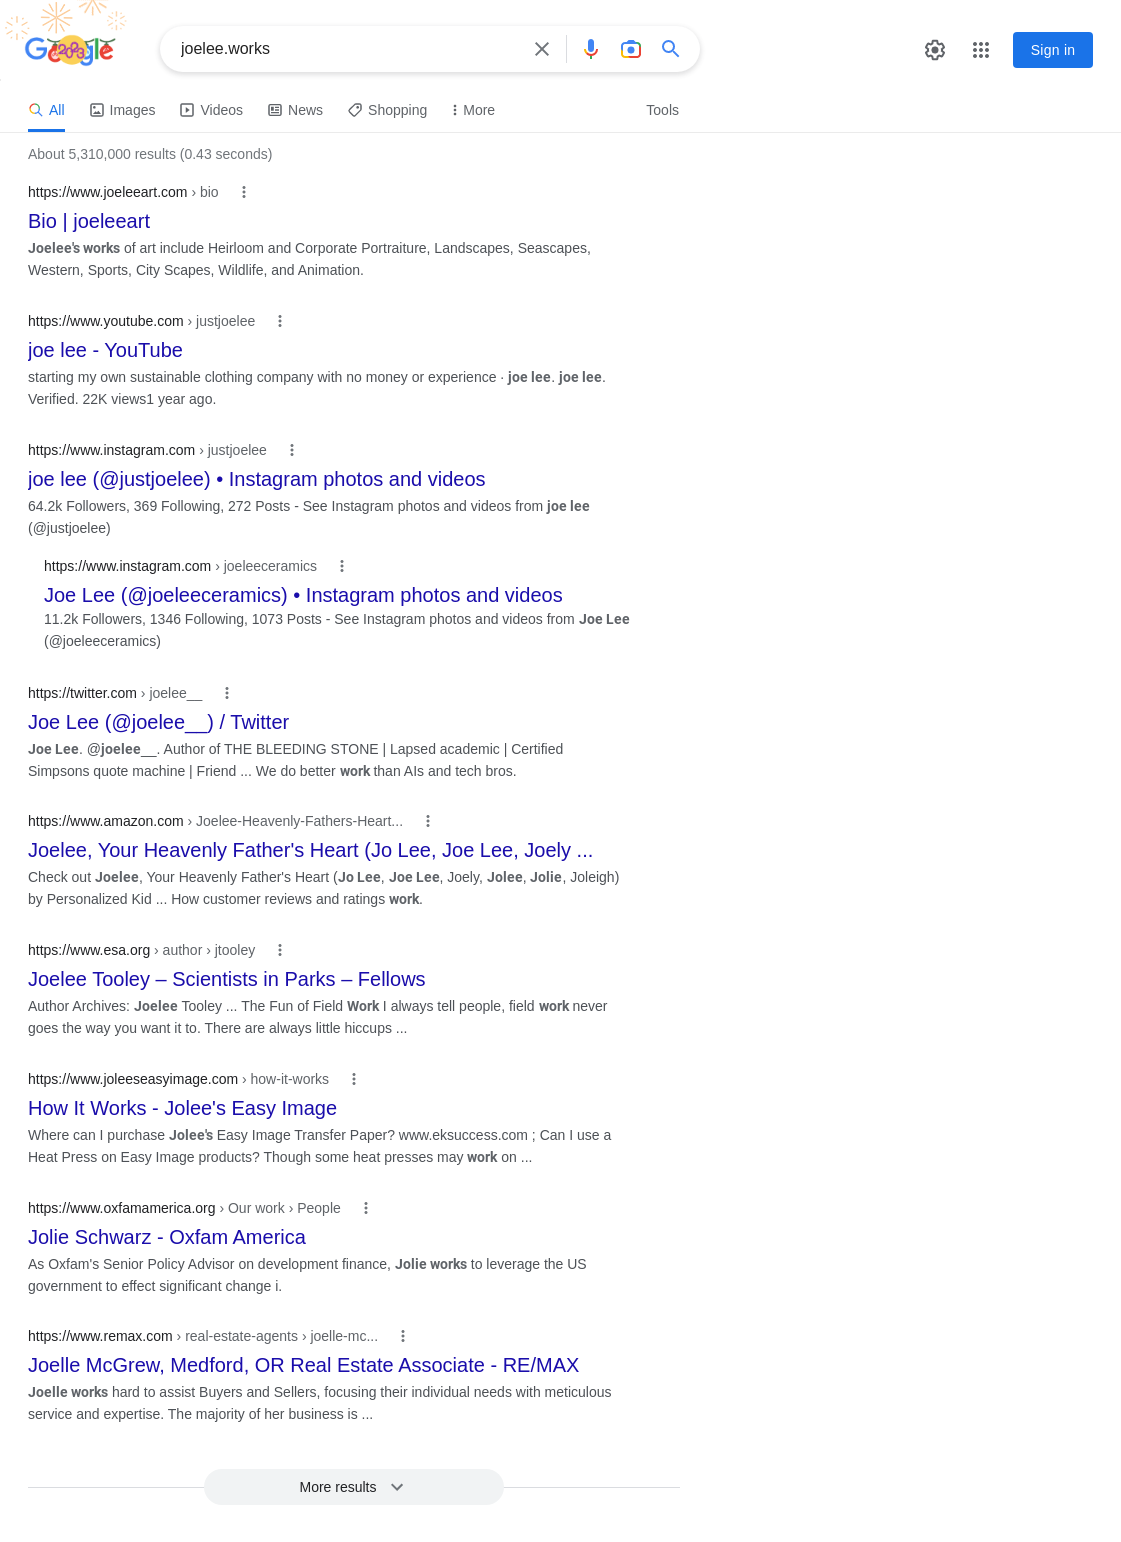 Google
joelee.works
Sign in
All Images Videos News Shopping More Tools
About 5,310,000 results (0.43 seconds)
https://www.joeleeart.com › bio
Bio | joeleeart
Joelee's works of art include Heirloom and Corporate Portraiture, Landscapes, Seascapes,
Western, Sports, City Scapes, Wildlife, and Animation.
https://www.youtube.com › justjoelee
joe lee - YouTube
starting my own sustainable clothing company with no money or experience · joe lee. joe lee.
Verified. 22K views1 year ago.
https://www.instagram.com › justjoelee
joe lee (@justjoelee) • Instagram photos and videos
64.2k Followers, 369 Following, 272 Posts - See Instagram photos and videos from joe lee
(@justjoelee)
https://www.instagram.com › joeleeceramics
Joe Lee (@joeleeceramics) • Instagram photos and videos
11.2k Followers, 1346 Following, 1073 Posts - See Instagram photos and videos from Joe Lee
(@joeleeceramics)
https://twitter.com › joelee__
Joe Lee (@joelee__) / Twitter
Joe Lee. @joelee__. Author of THE BLEEDING STONE | Lapsed academic | Certified
Simpsons quote machine | Friend ... We do better work than AIs and tech bros.
https://www.amazon.com › Joelee-Heavenly-Fathers-Heart...
Joelee, Your Heavenly Father's Heart (Jo Lee, Joe Lee, Joely ...
Check out Joelee, Your Heavenly Father's Heart (Jo Lee, Joe Lee, Joely, Jolee, Jolie, Joleigh)
by Personalized Kid ... How customer reviews and ratings work.
https://www.esa.org › author › jtooley
Joelee Tooley – Scientists in Parks – Fellows
Author Archives: Joelee Tooley ... The Fun of Field Work I always tell people, field work never
goes the way you want it to. There are always little hiccups ...
https://www.joleeseasyimage.com › how-it-works
How It Works - Jolee's Easy Image
Where can I purchase Jolee's Easy Image Transfer Paper? www.eksuccess.com ; Can I use a
Heat Press on Easy Image products? Though some heat presses may work on ...
https://www.oxfamamerica.org › Our work › People
Jolie Schwarz - Oxfam America
As Oxfam's Senior Policy Advisor on development finance, Jolie works to leverage the US
government to effect significant change i.
https://www.remax.com › real-estate-agents › joelle-mc...
Joelle McGrew, Medford, OR Real Estate Associate - RE/MAX
Joelle works hard to assist Buyers and Sellers, focusing their individual needs with meticulous
service and expertise. The majority of her business is ...
More results